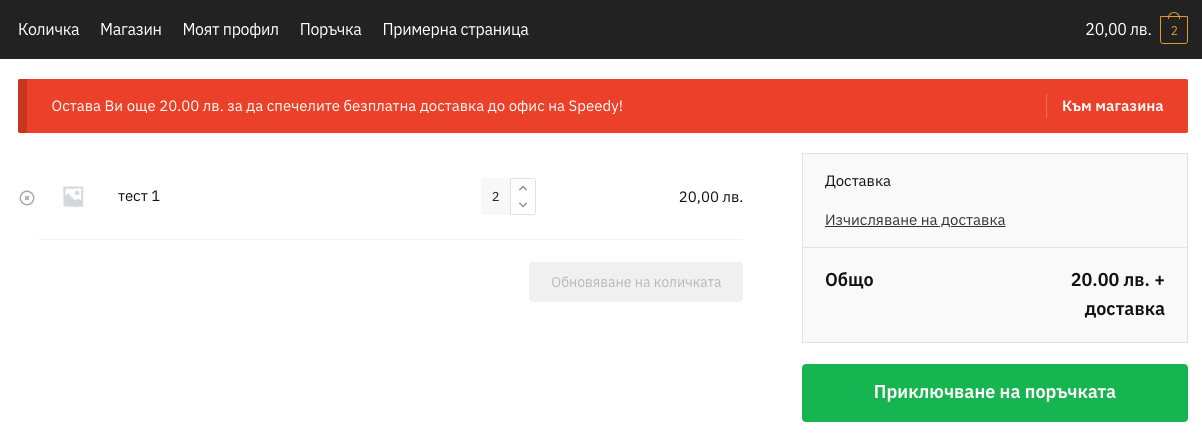 Количка Магазин Моят профил Поръчка Примерна страница 20,00 лв. 2
Остава Ви още 20.00 лв. за да спечелите безплатна доставка до офис на Speedy! Към магазина
тест 1 2 20,00 лв.
Обновяване на количката
Доставка
Изчисляване на доставка
Общо 20.00 лв. +
доставка
Приключване на поръчката